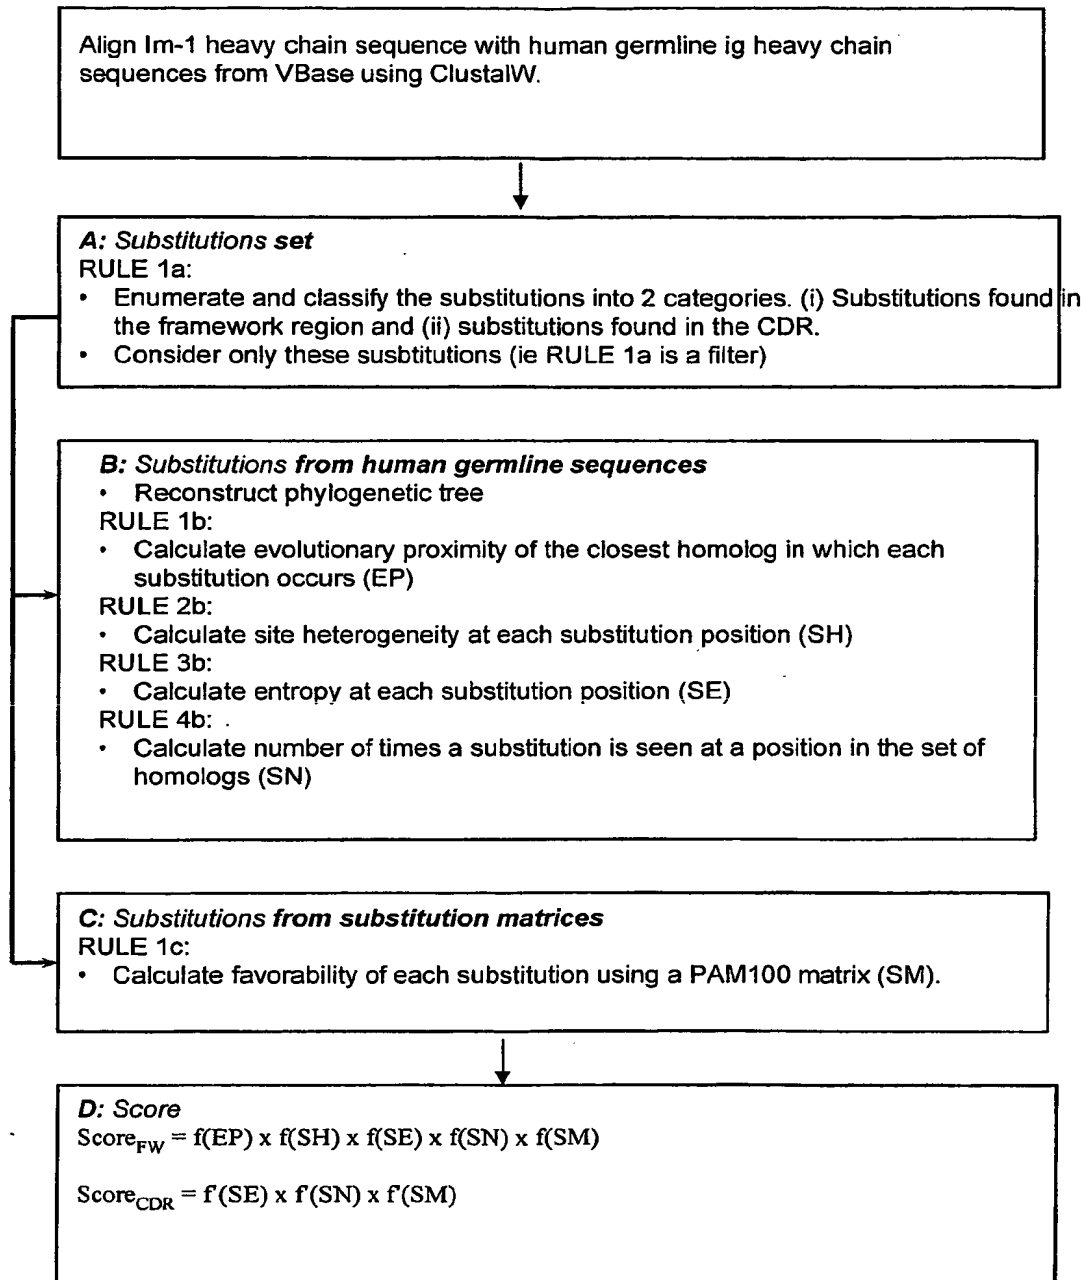 Align Im-1 heavy chain sequence with human germline ig heavy chain
sequences from VBase using ClustalW.
A: Substitutions set
RULE 1a:
• Enumerate and classify the substitutions into 2 categories. (i) Substitutions found in
the framework region and (ii) substitutions found in the CDR.
• Consider only these susbtitutions (ie RULE 1a is a filter)
B: Substitutions from human germline sequences
• Reconstruct phylogenetic tree
RULE 1b:
• Calculate evolutionary proximity of the closest homolog in which each
substitution occurs (EP)
RULE 2b:
• Calculate site heterogeneity at each substitution position (SH)
RULE 3b:
• Calculate entropy at each substitution position (SE)
RULE 4b:
• Calculate number of times a substitution is seen at a position in the set of
homologs (SN)
C: Substitutions from substitution matrices
RULE 1c:
• Calculate favorability of each substitution using a PAM100 matrix (SM).
D: Score
Score_FW = f(EP) x f(SH) x f(SE) x f(SN) x f(SM)
Score_CDR = f'(SE) x f'(SN) x f'(SM)